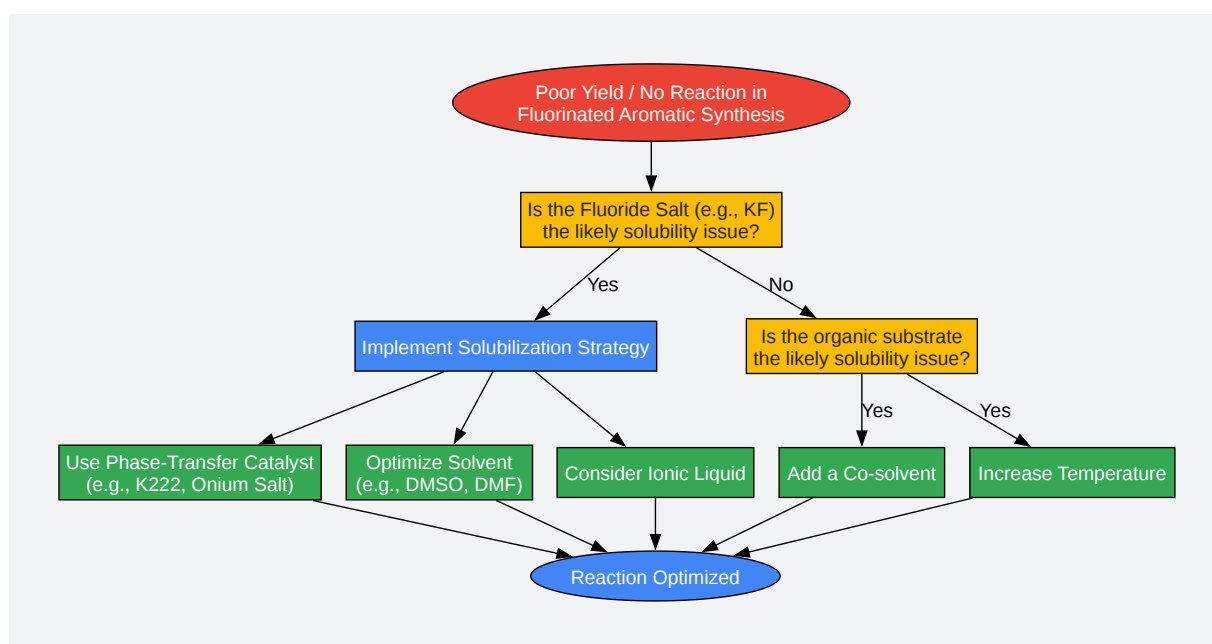 Poor Yield / No Reaction in
Fluorinated Aromatic Synthesis
Is the Fluoride Salt (e.g., KF)
the likely solubility issue?
Yes
No
Implement Solubilization Strategy
Is the organic substrate
the likely solubility issue?
Yes
Yes
Use Phase-Transfer Catalyst
(e.g., K222, Onium Salt)
Optimize Solvent
(e.g., DMSO, DMF)
Consider Ionic Liquid
Add a Co-solvent
Increase Temperature
Reaction Optimized